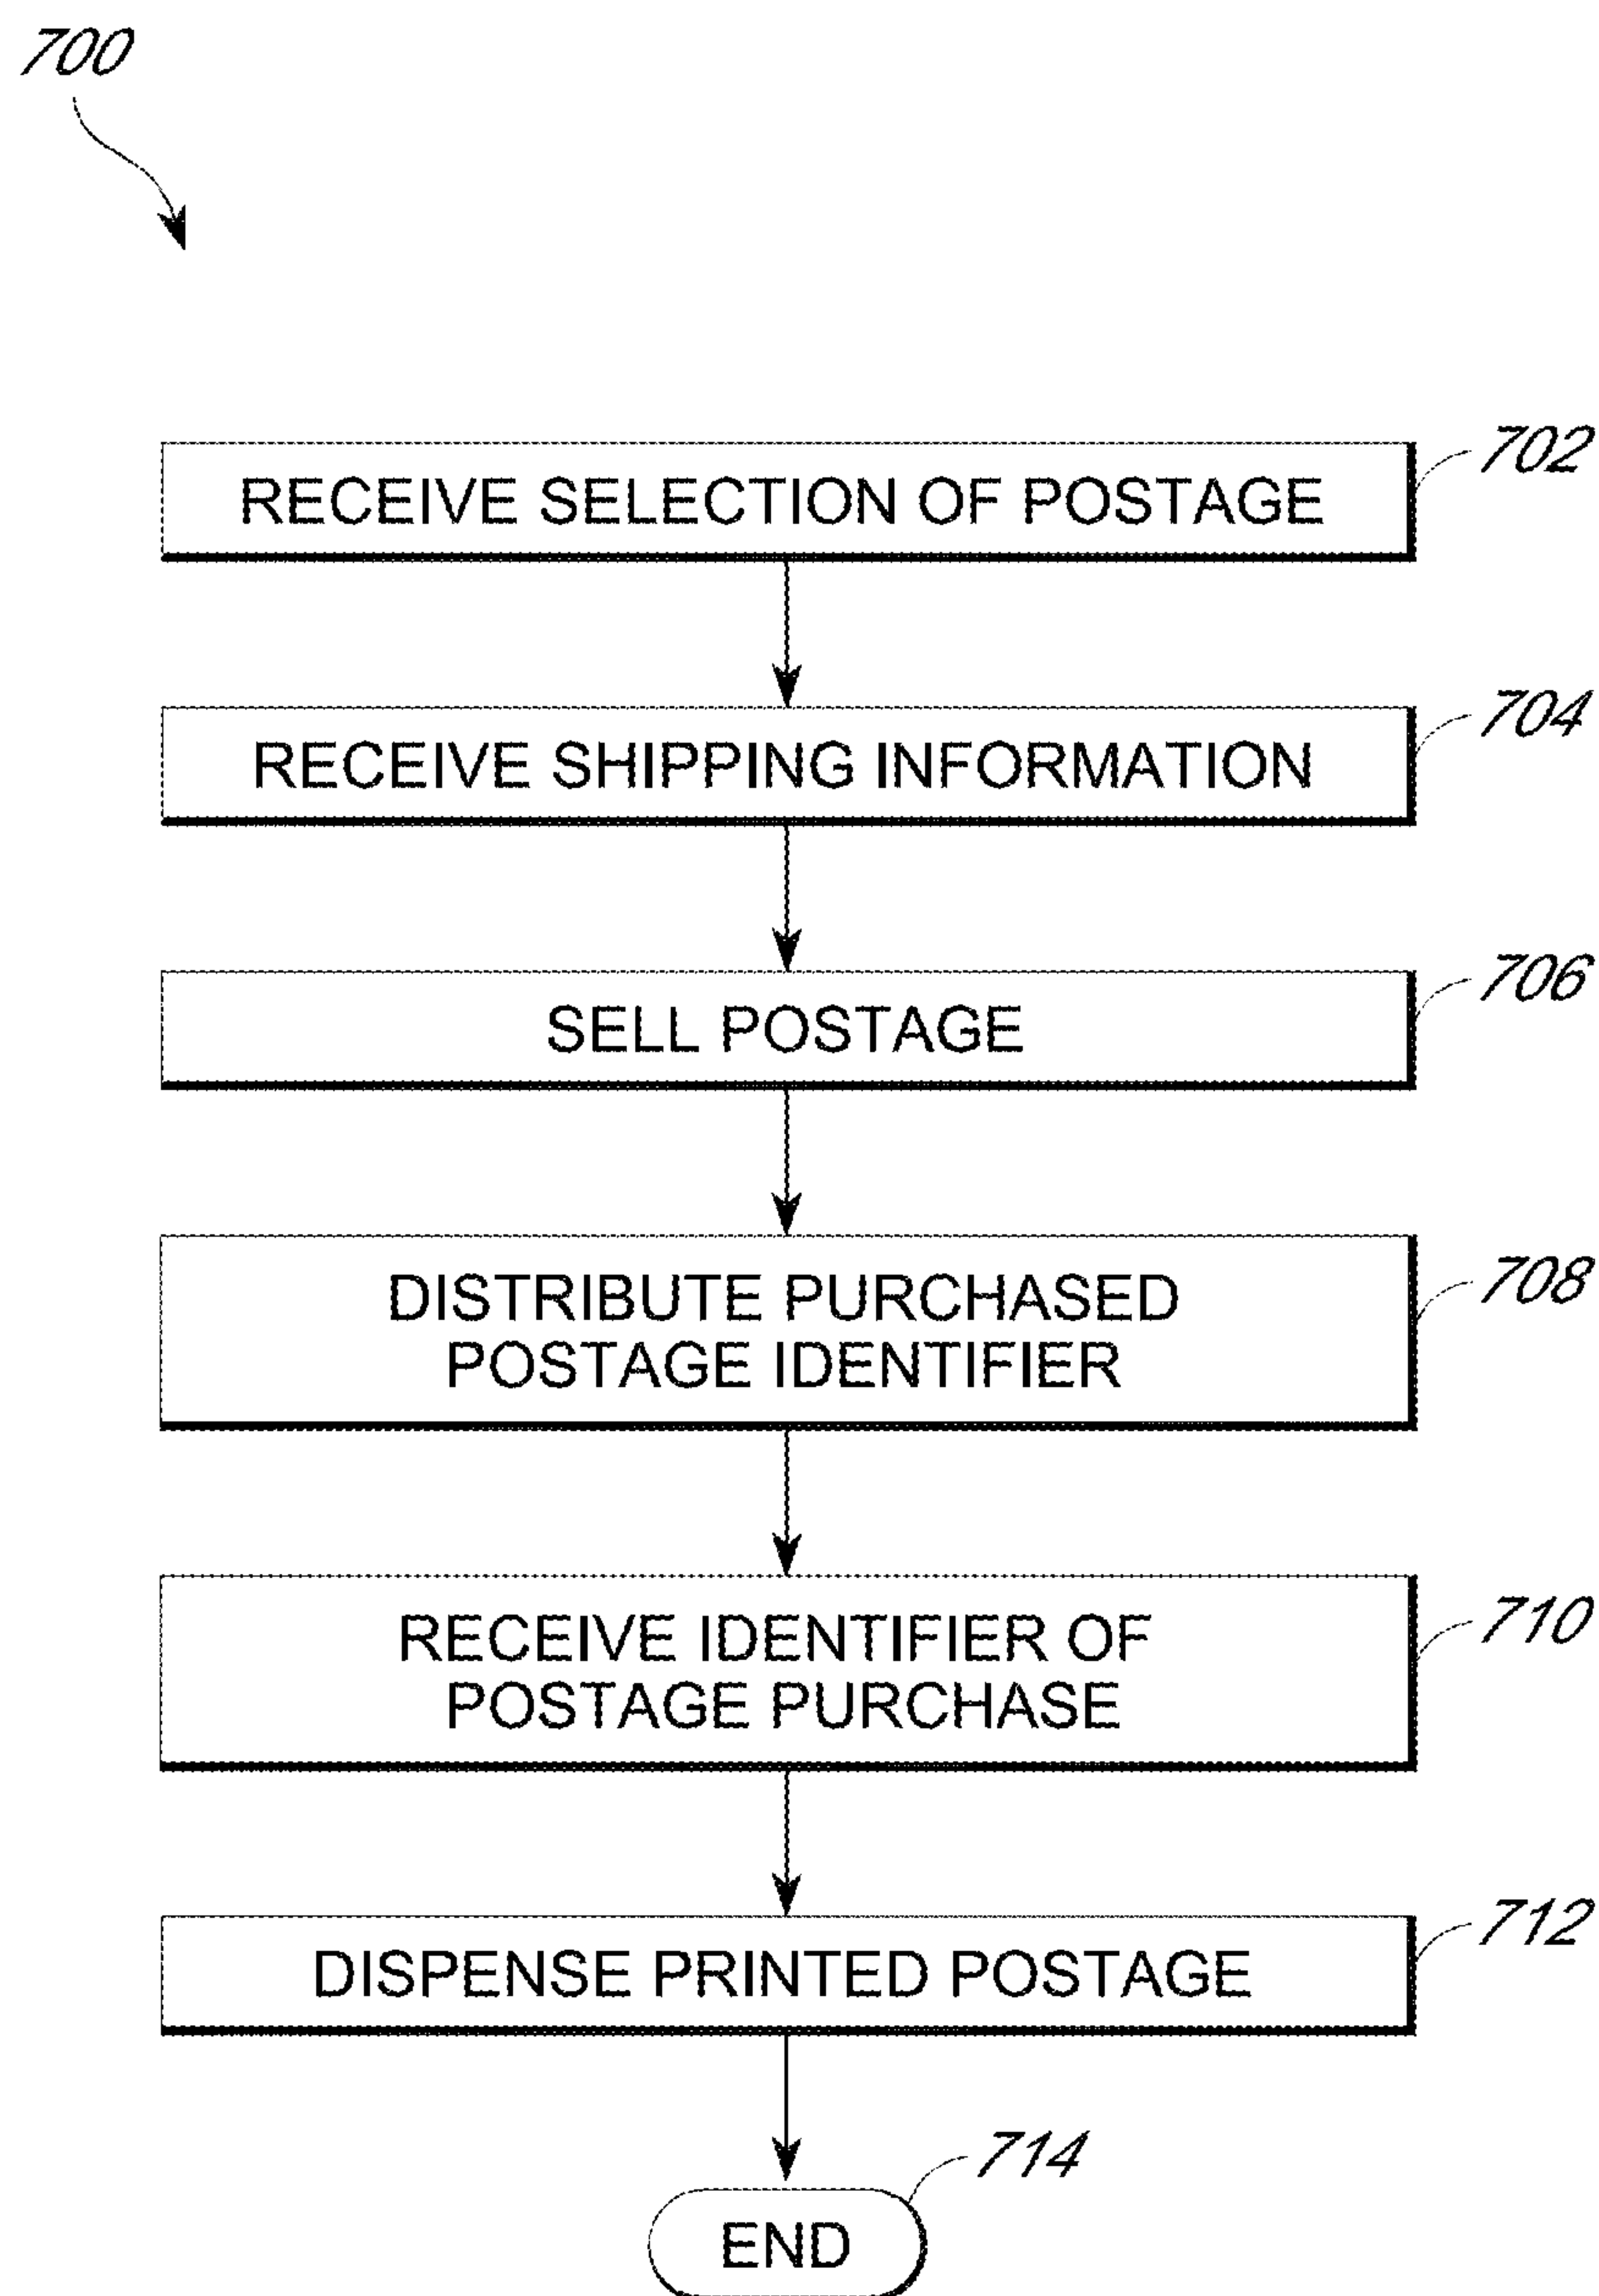 700
RECEIVE SELECTION OF POSTAGE
702
RECEIVE SHIPPING INFORMATION
704
SELL POSTAGE
706
DISTRIBUTE PURCHASED
POSTAGE IDENTIFIER
708
RECEIVE IDENTIFIER OF
POSTAGE PURCHASE
710
DISPENSE PRINTED POSTAGE
712
END
714